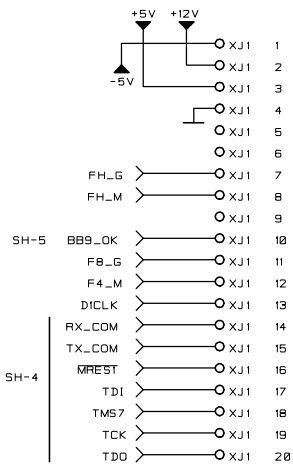 +5V +12V
XJ1 1
-5V XJ1 2
XJ1 3
XJ1 4
XJ1 5
XJ1 6
FH_G XJ1 7
FH_M XJ1 8
XJ1 9
SH-5 BB9_OK XJ1 10
F8_G XJ1 11
F4_M XJ1 12
D1CLK XJ1 13
RX_COM XJ1 14
TX_COM XJ1 15
SH-4 MREST XJ1 16
TDI XJ1 17
TMS7 XJ1 18
TCK XJ1 19
TDO XJ1 20